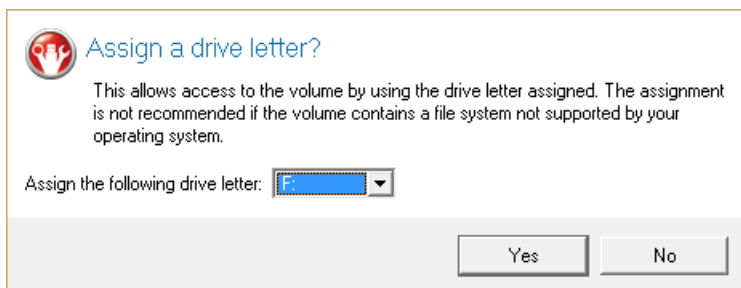 Assign a drive letter?
This allows access to the volume by using the drive letter assigned. The assignment
is not recommended if the volume contains a file system not supported by your
operating system.
Assign the following drive letter: F:
Yes No